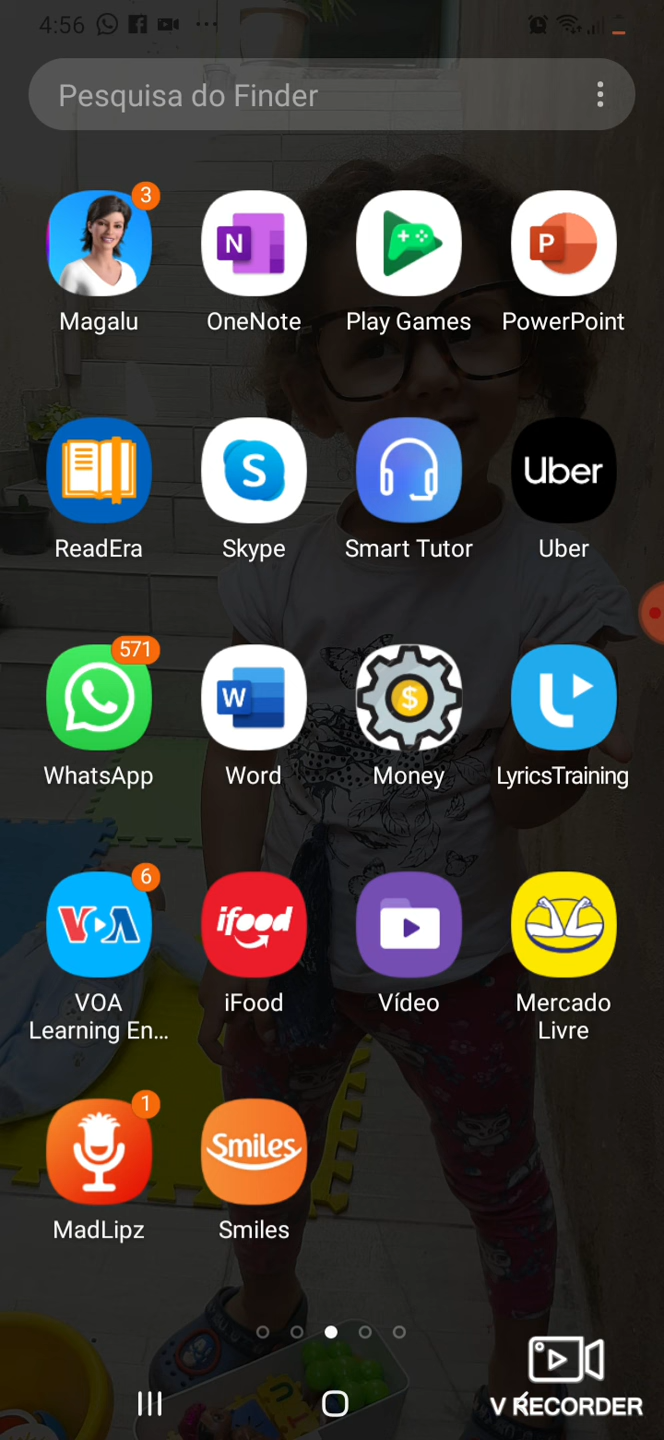 4:56
Pesquisa do Finder
3
N
P
Magalu
OneNote
Play Games
PowerPoint
S
Uber
ReadEra
Skype
Smart Tutor
Uber
571
W
$
WhatsApp
Word
Money
LyricsTraining
6
VOA
ifood
VOA
Learning En...
iFood
Vídeo
Mercado
Livre
1
Smiles
MadLipz
Smiles
V RECORDER